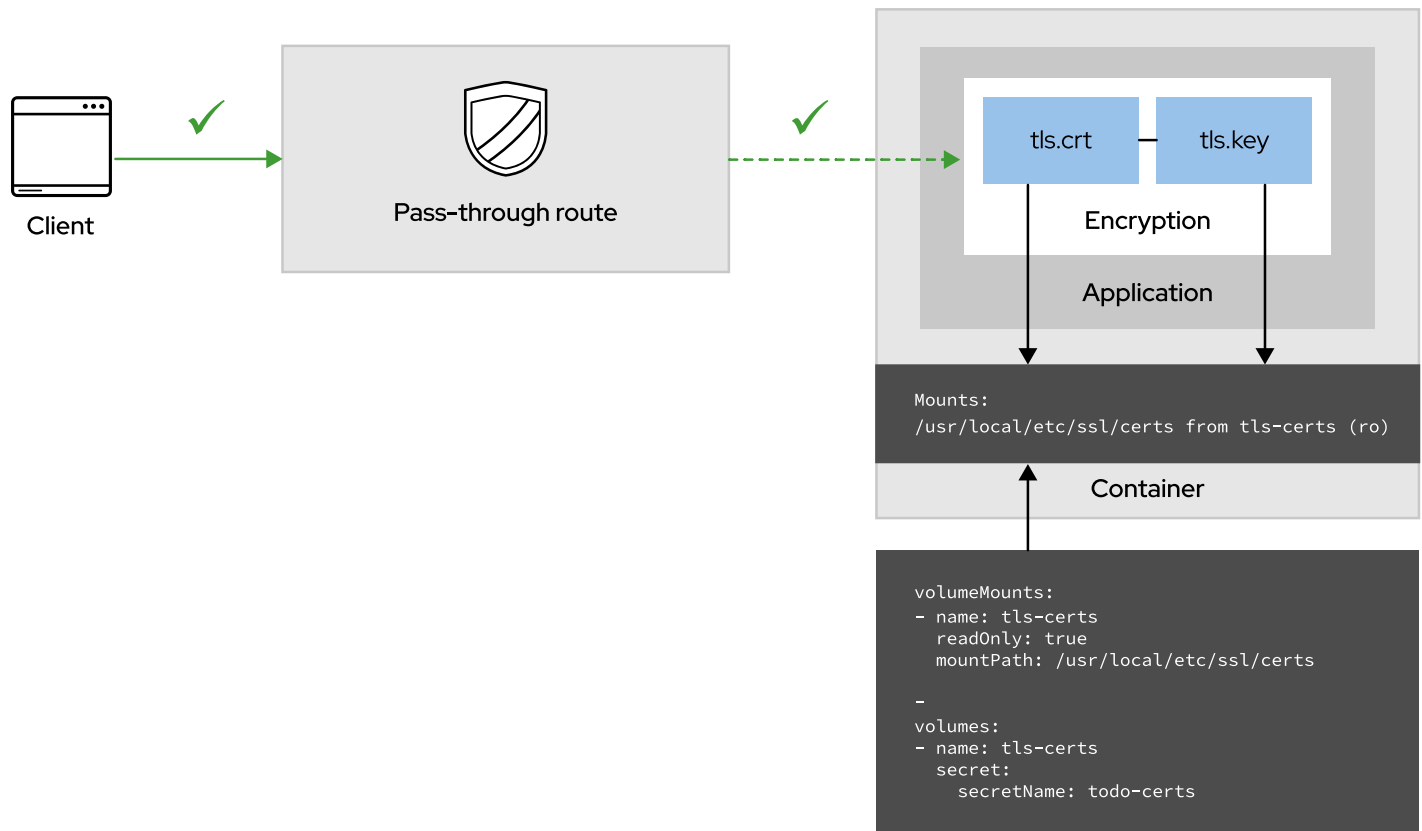 Client
Pass-through route
tls.crt
tls.key
Encryption
Application
Mounts:
/usr/local/etc/ssl/certs from tls-certs (ro)
Container
volumeMounts:
- name: tls-certs
  readOnly: true
  mountPath: /usr/local/etc/ssl/certs
-
volumes:
- name: tls-certs
  secret:
    secretName: todo-certs